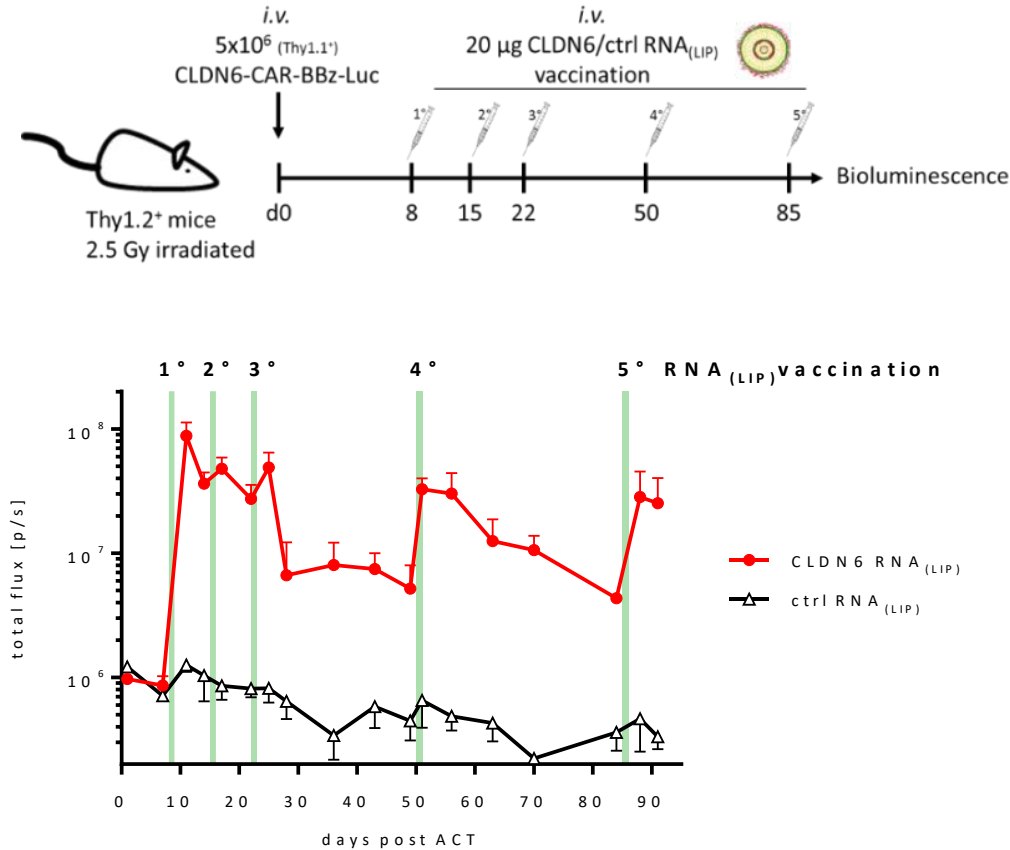 i.v.
5x10⁶ (Thy1.1⁺)
CLDN6-CAR-BBz-Luc
i.v.
20 µg CLDN6/ctrl RNA(LIP)
vaccination
1° 2° 3° 4° 5°
Thy1.2⁺ mice
2.5 Gy irradiated
d0 8 15 22 50 85
Bioluminescence
1° 2° 3° 4° 5° RNA(LIP) vaccination
total flux [p/s]
10⁸
10⁷
10⁶
CLDN6 RNA(LIP)
ctrl RNA(LIP)
0 10 20 30 40 50 60 70 80 90
days post ACT